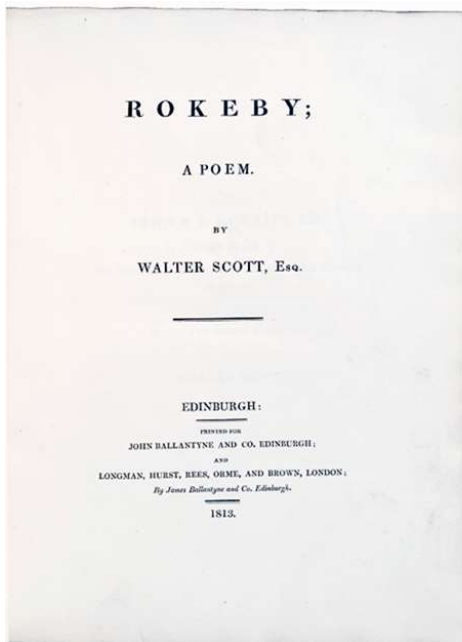 ROKEBY;
A POEM.
BY
WALTER SCOTT, Esq.
EDINBURGH:
PRINTED FOR
JOHN BALLANTYNE AND CO. EDINBURGH;
AND
LONGMAN, HURST, REES, ORME, AND BROWN, LONDON;
By James Ballantyne and Co. Edinburgh.
1813.